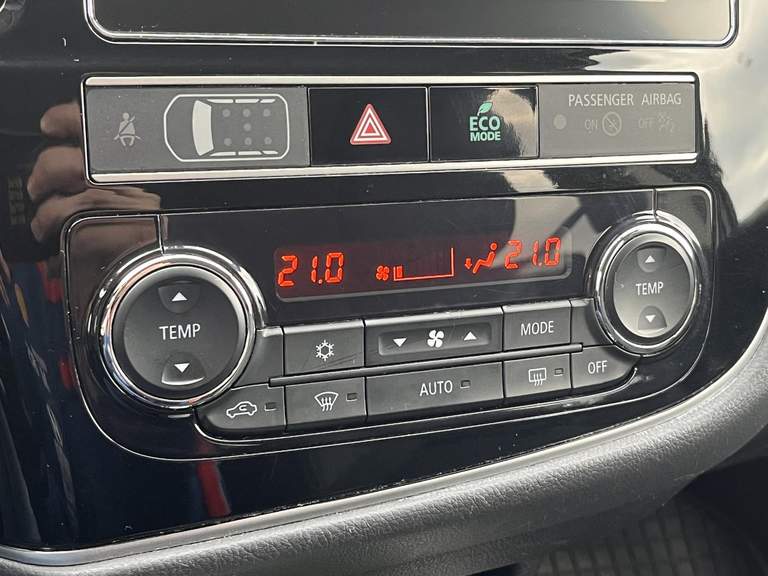 ECO
MODE
PASSENGER AIRBAG
ON OFF
21.0 21.0
TEMP
TEMP
MODE
AUTO
OFF